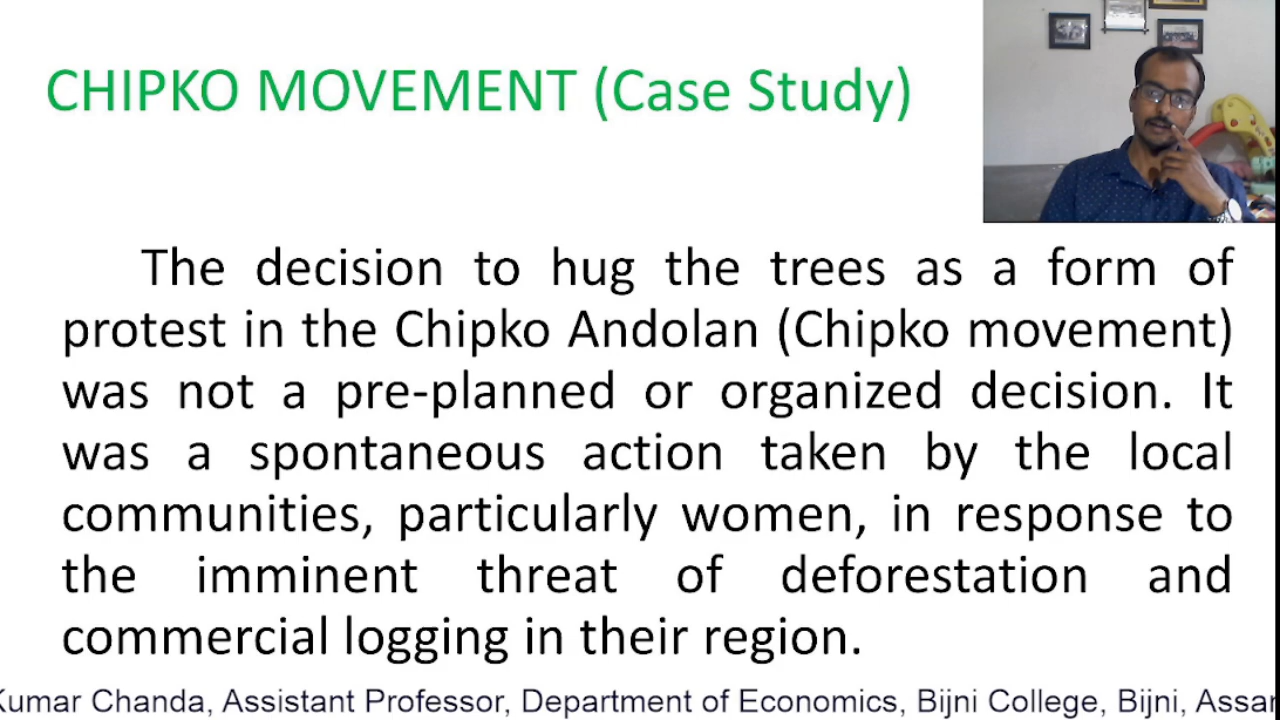 CHIPKO MOVEMENT (Case Study)
The decision to hug the trees as a form of
protest in the Chipko Andolan (Chipko movement)
was not a pre-planned or organized decision. It
was a spontaneous action taken by the local
communities, particularly women, in response to
the imminent threat of deforestation and
commercial logging in their region.
Kumar Chanda, Assistant Professor, Department of Economics, Bijni College, Bijni, Assa